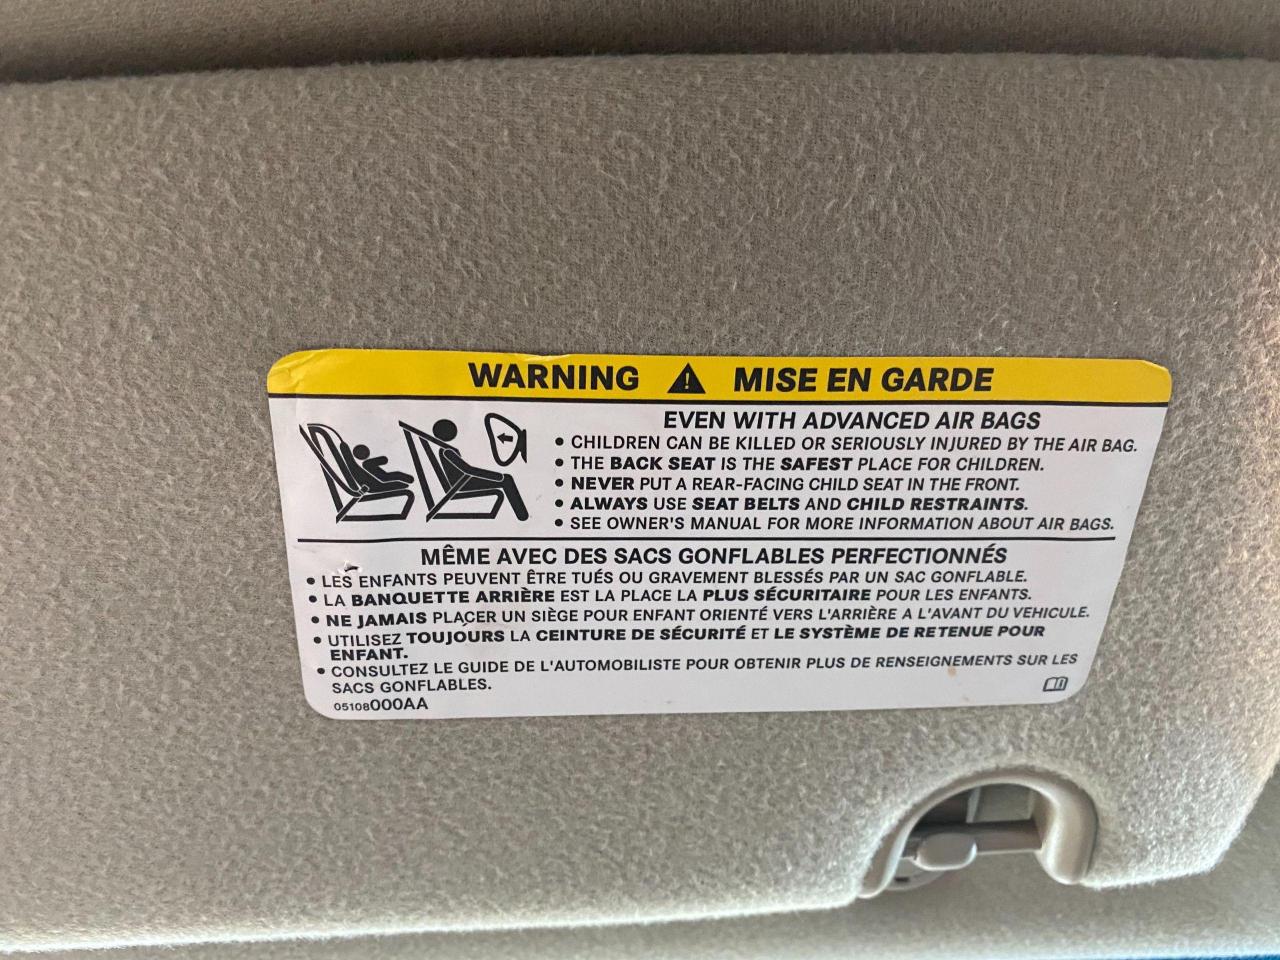 WARNING ⚠ MISE EN GARDE
EVEN WITH ADVANCED AIR BAGS
• CHILDREN CAN BE KILLED OR SERIOUSLY INJURED BY THE AIR BAG.
• THE BACK SEAT IS THE SAFEST PLACE FOR CHILDREN.
• NEVER PUT A REAR-FACING CHILD SEAT IN THE FRONT.
• ALWAYS USE SEAT BELTS AND CHILD RESTRAINTS.
• SEE OWNER'S MANUAL FOR MORE INFORMATION ABOUT AIR BAGS.
MÊME AVEC DES SACS GONFLABLES PERFECTIONNÉS
• LES ENFANTS PEUVENT ÊTRE TUÉS OU GRAVEMENT BLESSÉS PAR UN SAC GONFLABLE.
• LA BANQUETTE ARRIÈRE EST LA PLACE LA PLUS SÉCURITAIRE POUR LES ENFANTS.
• NE JAMAIS PLACER UN SIÈGE POUR ENFANT ORIENTÉ VERS L'ARRIÈRE A L'AVANT DU VEHICULE.
• UTILISEZ TOUJOURS LA CEINTURE DE SÉCURITÉ ET LE SYSTÈME DE RETENUE POUR
ENFANT.
• CONSULTEZ LE GUIDE DE L'AUTOMOBILISTE POUR OBTENIR PLUS DE RENSEIGNEMENTS SUR LES
SACS GONFLABLES.
05108000AA